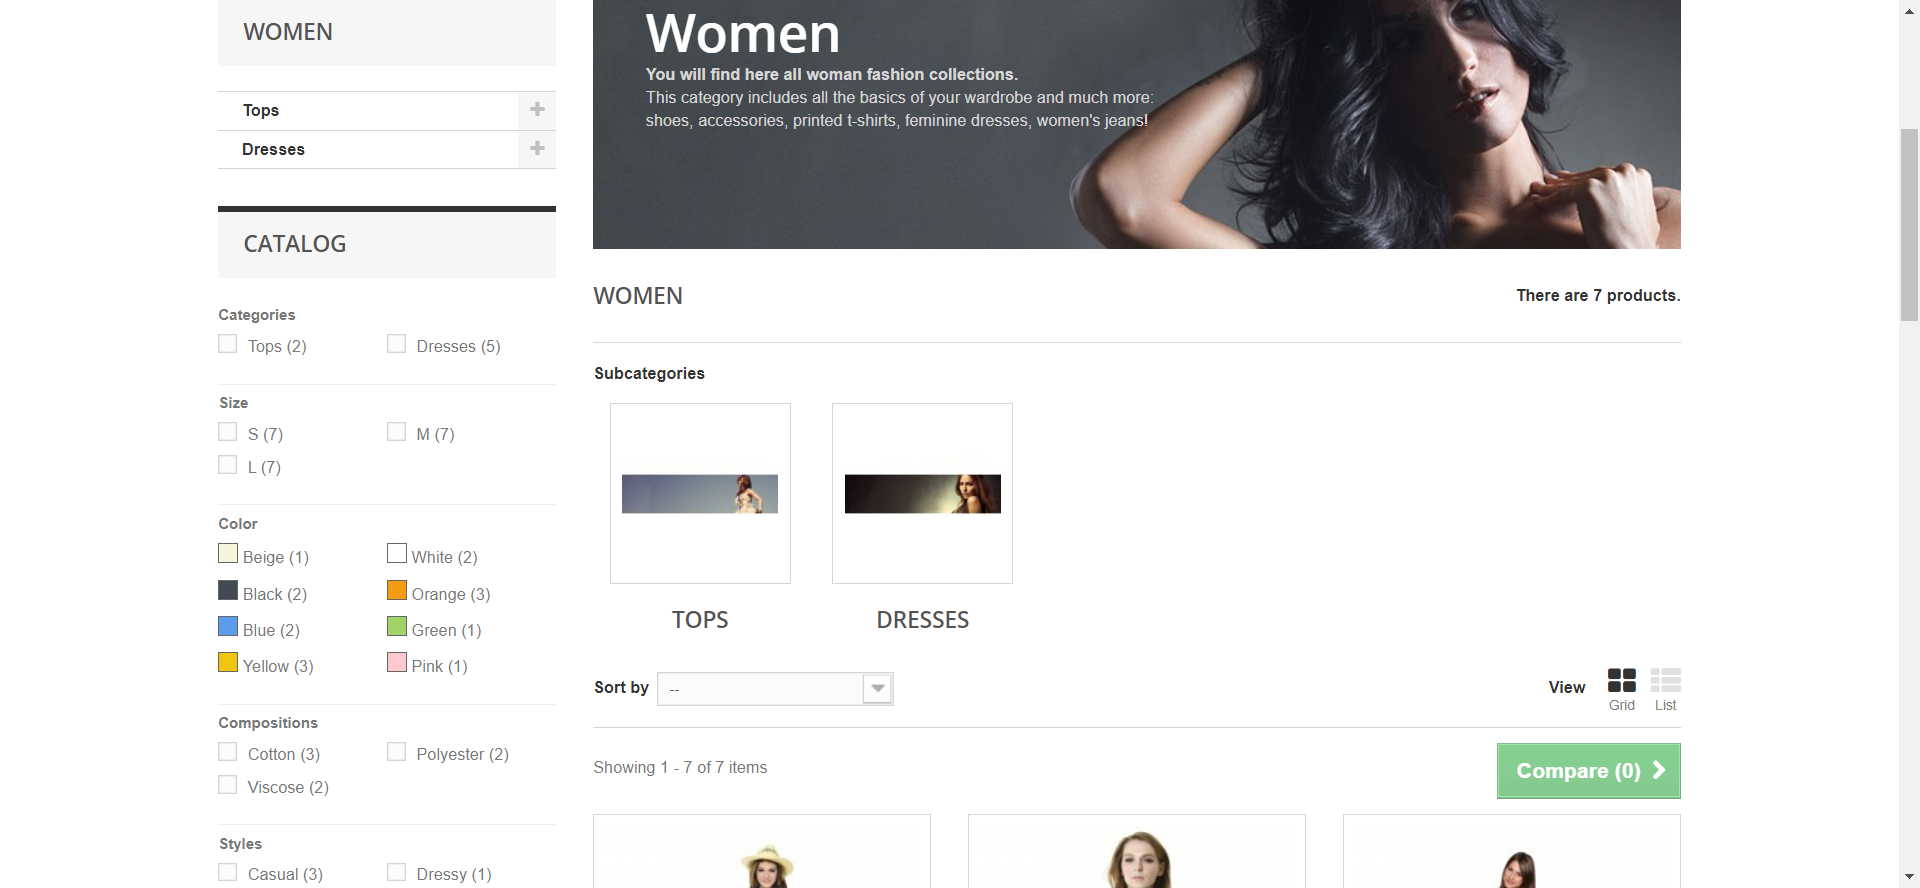 WOMEN
Tops
Dresses
CATALOG
Categories
Tops (2)
Dresses (5)
Size
S (7)
M (7)
L (7)
Color
Beige (1)
White (2)
Black (2)
Orange (3)
Blue (2)
Green (1)
Yellow (3)
Pink (1)
Compositions
Cotton (3)
Polyester (2)
Viscose (2)
Styles
Casual (3)
Dressy (1)
Women
You will find here all woman fashion collections.
This category includes all the basics of your wardrobe and much more:
shoes, accessories, printed t-shirts, feminine dresses, women's jeans!
WOMEN
There are 7 products.
Subcategories
TOPS
DRESSES
Sort by
--
View
Grid
List
Showing 1 - 7 of 7 items
Compare (0)